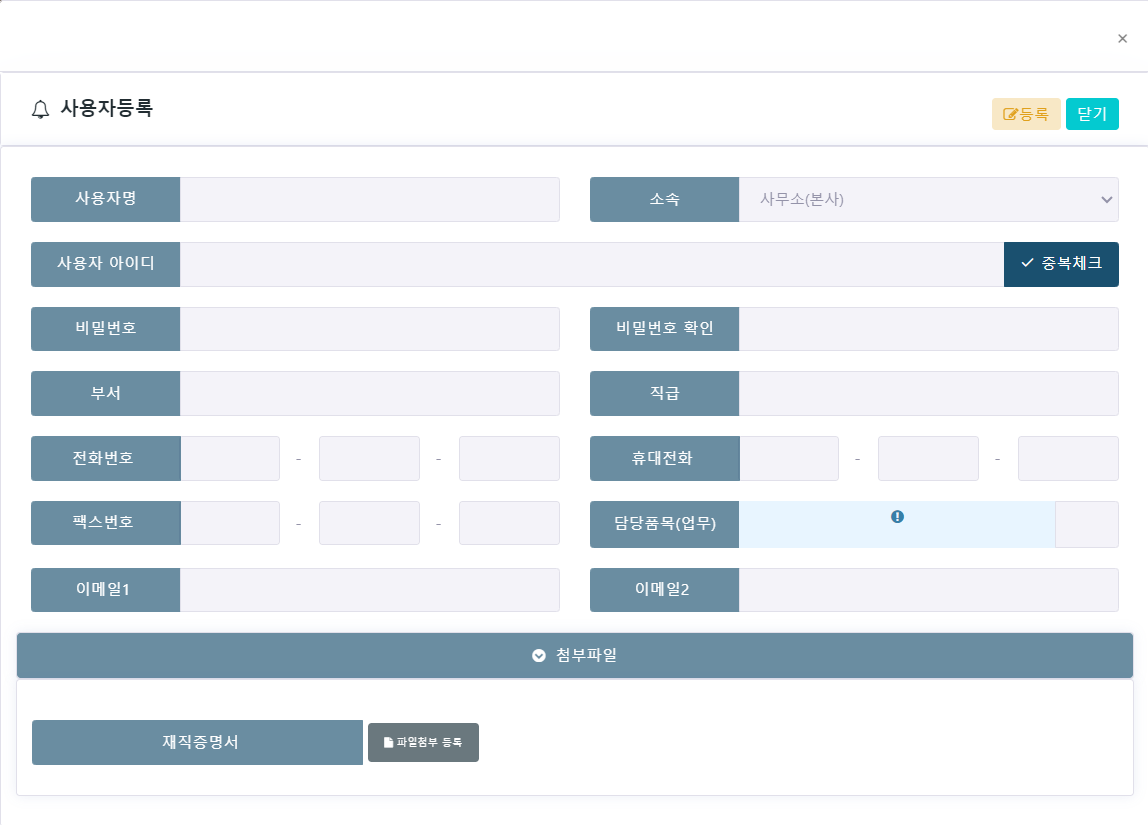 ×
사용자등록
등록 닫기
사용자명
소속 사무소(본사)
사용자 아이디
중복체크
비밀번호
비밀번호 확인
부서
직급
전화번호 - -
휴대전화 - -
팩스번호 - -
담당품목(업무)
이메일1
이메일2
첨부파일
재직증명서
파일첨부 등록